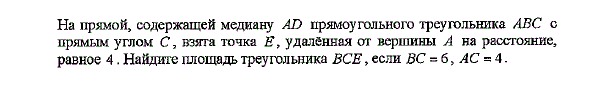 На прямой, содержащей медиану AD прямоугольного треугольника ABC с
прямым углом C, взята точка E, удалённая от вершины A на расстояние,
равное 4. Найдите площадь треугольника BCE, если BC = 6, AC = 4.